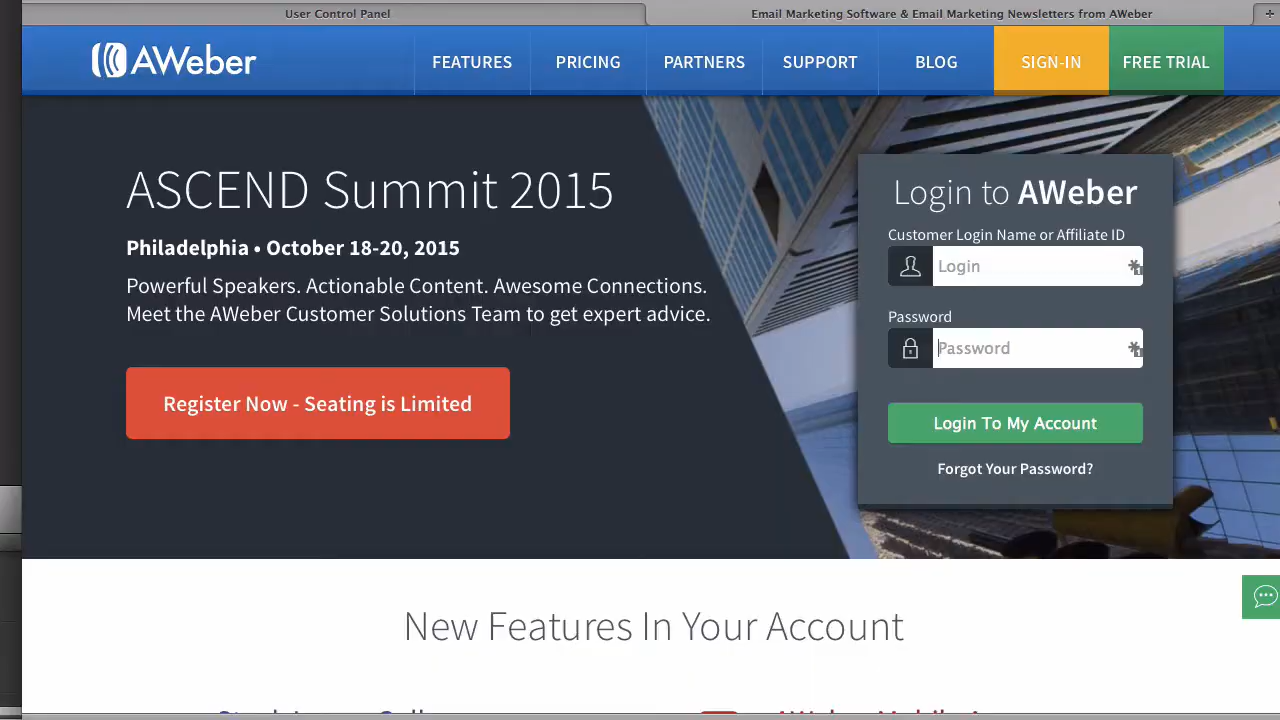 User Control Panel
Email Marketing Software & Email Marketing Newsletters from AWeber
AWeber
FEATURES
PRICING
PARTNERS
SUPPORT
BLOG
SIGN-IN
FREE TRIAL
ASCEND Summit 2015
Philadelphia • October 18-20, 2015
Powerful Speakers. Actionable Content. Awesome Connections.
Meet the AWeber Customer Solutions Team to get expert advice.
Register Now - Seating is Limited
Login to AWeber
Customer Login Name or Affiliate ID
Login
Password
Password
Login To My Account
Forgot Your Password?
New Features In Your Account